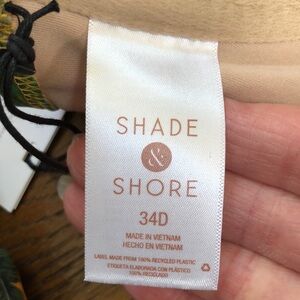 SHADE
&
SHORE
34D
MADE IN VIETNAM
HECHO EN VIETNAM
LABEL MADE FROM 100% RECYCLED PLASTIC
ETIQUETA ELABORADA CON PLÁSTICO
100% RECICLADO